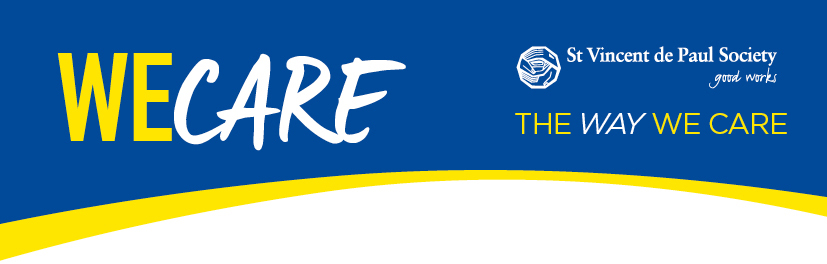 WECARE
St Vincent de Paul Society
good works
THE WAY WE CARE